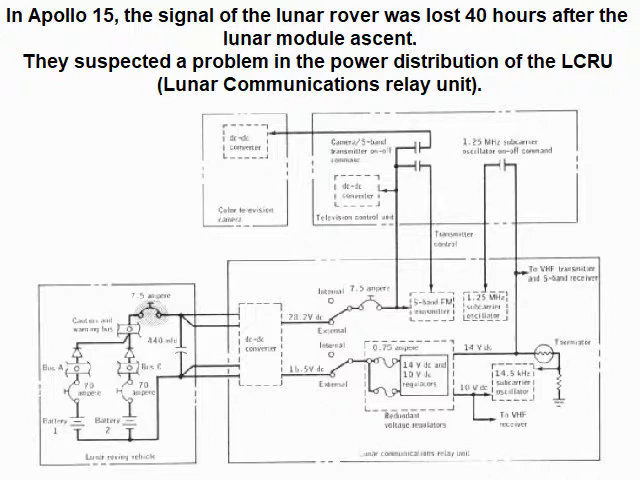 In Apollo 15, the signal of the lunar rover was lost 40 hours after the
lunar module ascent.
They suspected a problem in the power distribution of the LCRU
(Lunar Communications relay unit).
dc-dc
converter
Color television
camera
Camera/S-band
transmitter on-off
command
1.25 MHz subcarrier
oscillator on-off command
dc-dc
converter
Television control unit
Transmitter
control
To VHF transmitter
and S-band receiver
7.5 ampere
Caution and
warning bus
440 mfd
Bus A
Bus C
70
ampere
70
ampere
Battery
1
Battery
2
Lunar roving vehicle
dc-dc
converter
Internal
7.5 ampere
28.2V dc
External
S-band FM
transmitter
1.25 MHz
subcarrier
oscillator
Internal
16.5V dc
External
0.75 ampere
14 V dc and
10 V dc
regulators
Redundant
voltage regulators
14 V dc
Thermistor
14.5 kHz
subcarrier
oscillator
10 V dc
To VHF
receiver
Lunar communications relay unit